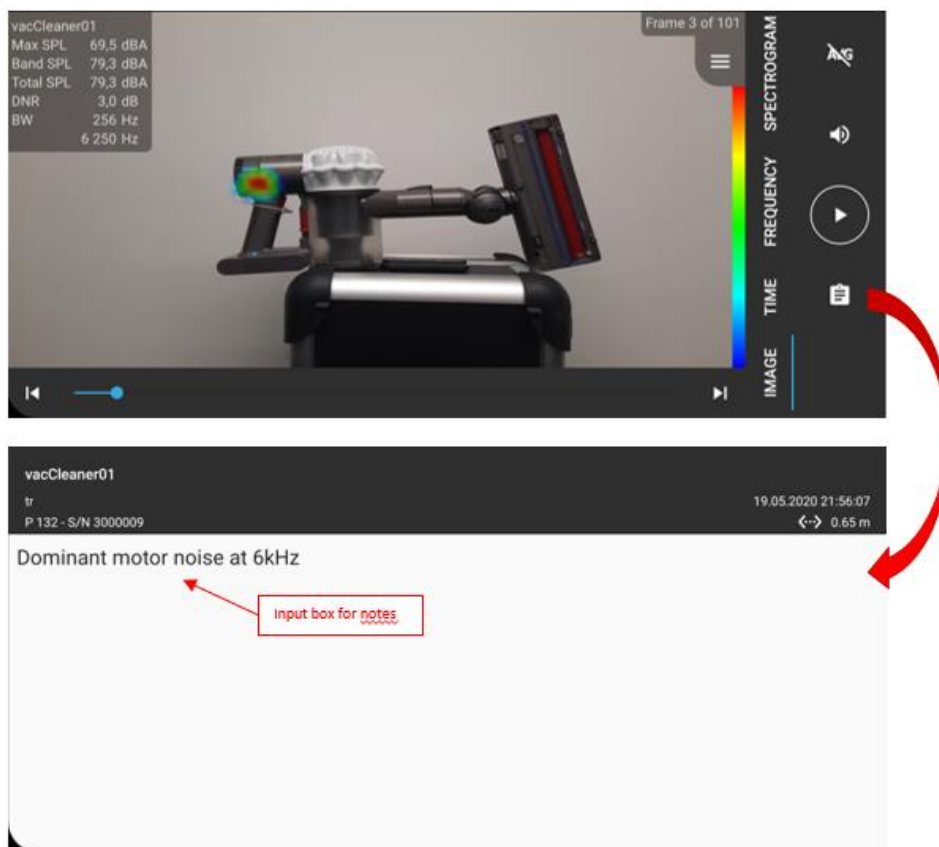 vacCleaner01
Max SPL 69,5 dBA
Band SPL 79,3 dBA
Total SPL 79,3 dBA
DNR 3,0 dB
BW 256 Hz
6 250 Hz
Frame 3 of 101
AVG
SPECTROGRAM
FREQUENCY
TIME
IMAGE
vacCleaner01
tr
19.05.2020 21:56:07
P 132 - S/N 3000009
0.65 m
Dominant motor noise at 6kHz
Input box for notes